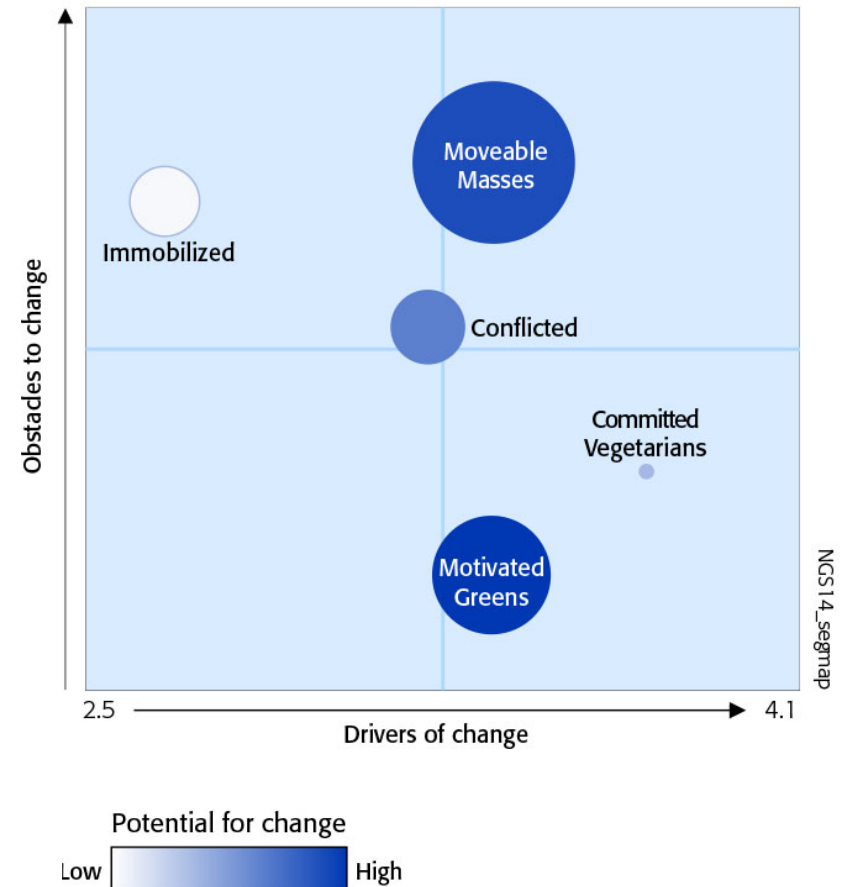 Obstacles to change
Moveable
Masses
Immobilized
Conflicted
Committed
Vegetarians
Motivated
Greens
NGS14_segmap
2.5
4.1
Drivers of change
Potential for change
Low
High